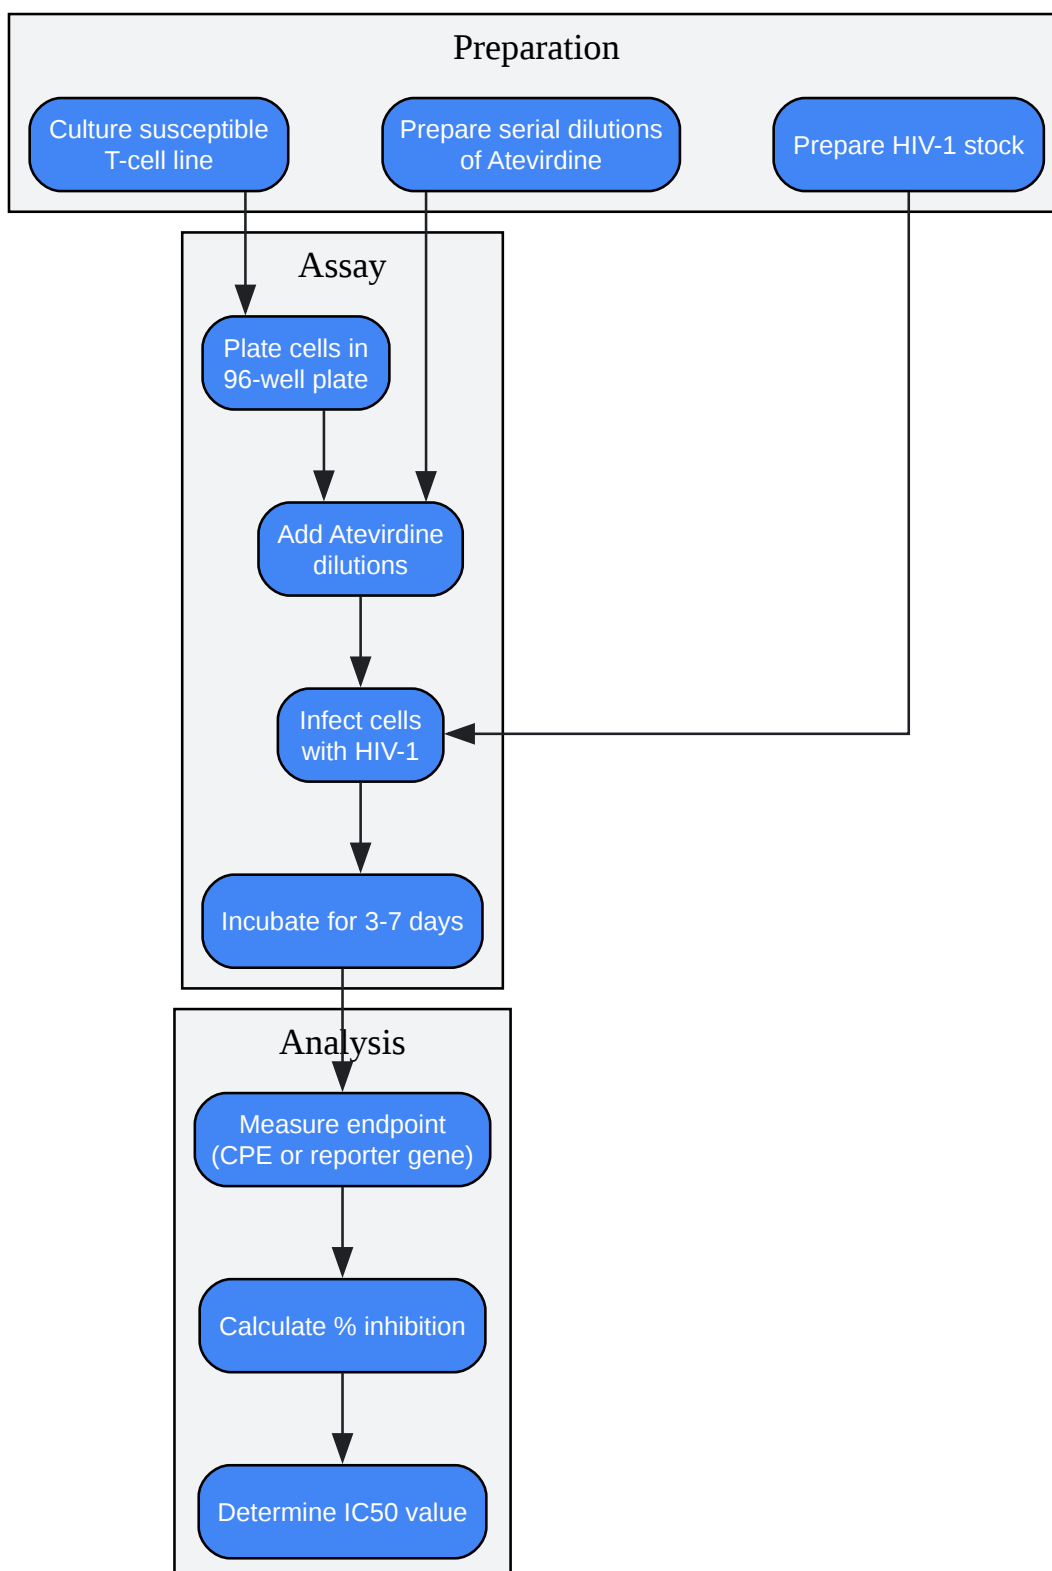 Preparation
Culture susceptible
T-cell line
Prepare serial dilutions
of Atevirdine
Prepare HIV-1 stock
Assay
Plate cells in
96-well plate
Add Atevirdine
dilutions
Infect cells
with HIV-1
Incubate for 3-7 days
Analysis
Measure endpoint
(CPE or reporter gene)
Calculate % inhibition
Determine IC50 value